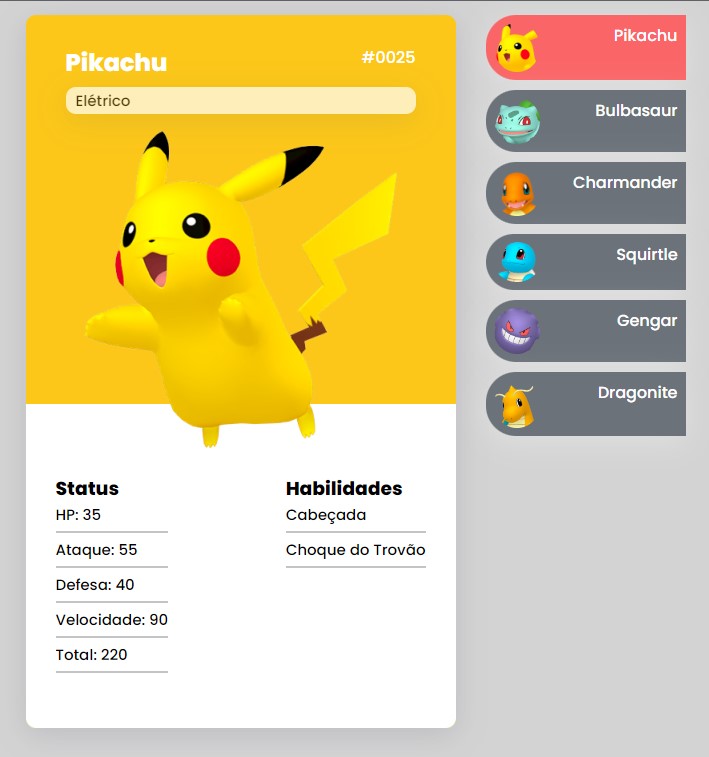 Pikachu
#0025
Elétrico
Status
HP: 35
Ataque: 55
Defesa: 40
Velocidade: 90
Total: 220
Habilidades
Cabeçada
Choque do Trovão
Pikachu
Bulbasaur
Charmander
Squirtle
Gengar
Dragonite